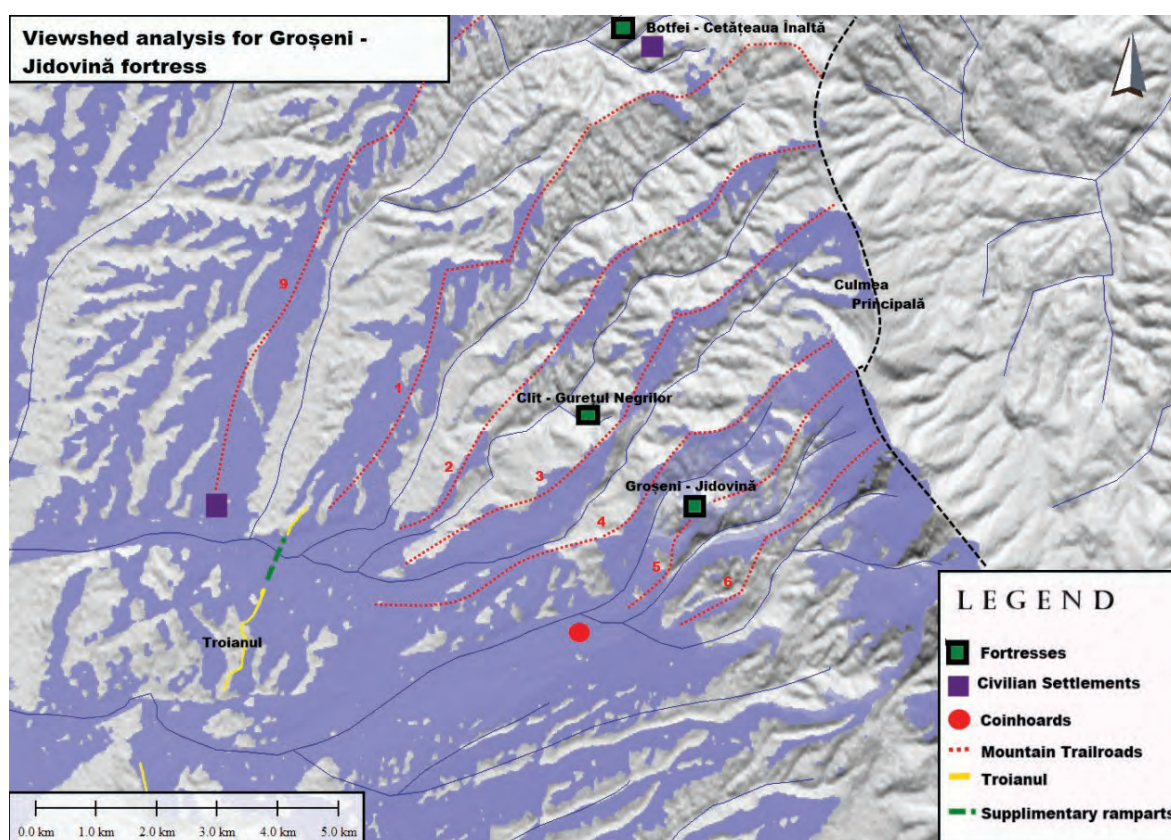 Viewshed analysis for Groșeni -
Jidovină fortress
Botfei - Cetățeaua Înaltă
9
1
Culmea
Principală
Clit - Gurețul Negrilor
2
3
Groșeni - Jidovină
4
5
6
Troianul
LEGEND
Fortresses
Civilian Settlements
Coinhoards
Mountain Trailroads
Troianul
Supplimentary ramparts
0.0 km 1.0 km 2.0 km 3.0 km 4.0 km 5.0 km